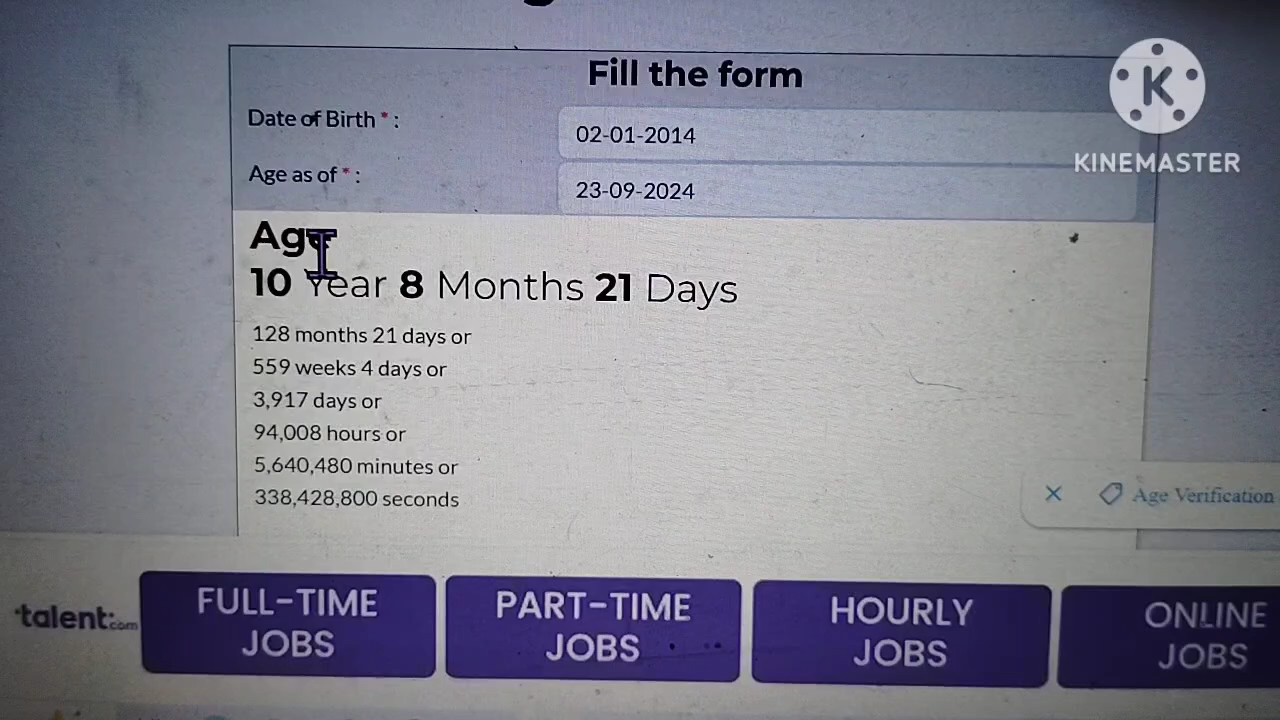 Fill the form
Date of Birth * :
02-01-2014
Age as of * :
23-09-2024
Age
10 Year 8 Months 21 Days
128 months 21 days or
559 weeks 4 days or
3,917 days or
94,008 hours or
5,640,480 minutes or
338,428,800 seconds
K
KINEMASTER
Age Verification
talent.com
FULL-TIME
JOBS
PART-TIME
JOBS
HOURLY
JOBS
ONLINE
JOBS